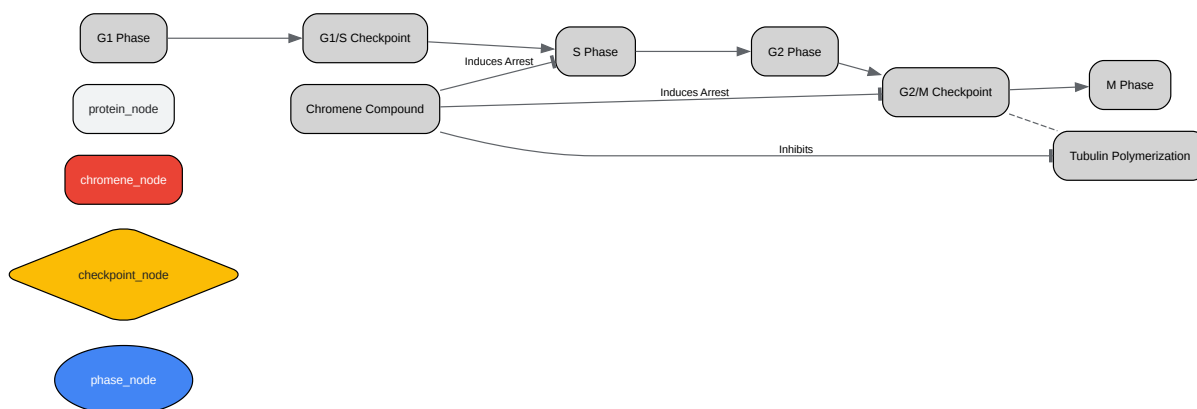 G1 Phase
G1/S Checkpoint
S Phase
G2 Phase
Induces Arrest
Chromene Compound
Induces Arrest
G2/M Checkpoint
M Phase
Inhibits
Tubulin Polymerization
protein_node
chromene_node
checkpoint_node
phase_node